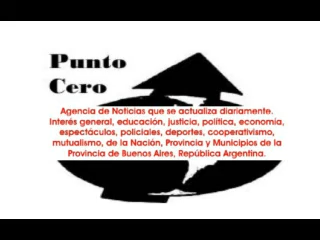 Punto
Cero
Agencia de Noticias que se actualiza diariamente.
Interés general, educación, justicia, política, economia,
espectáculos, policiales, deportes, cooperativismo,
mutualismo, de la Nación, Provincia y Municipios de la
Provincia de Buenos Aires, República Argentina.